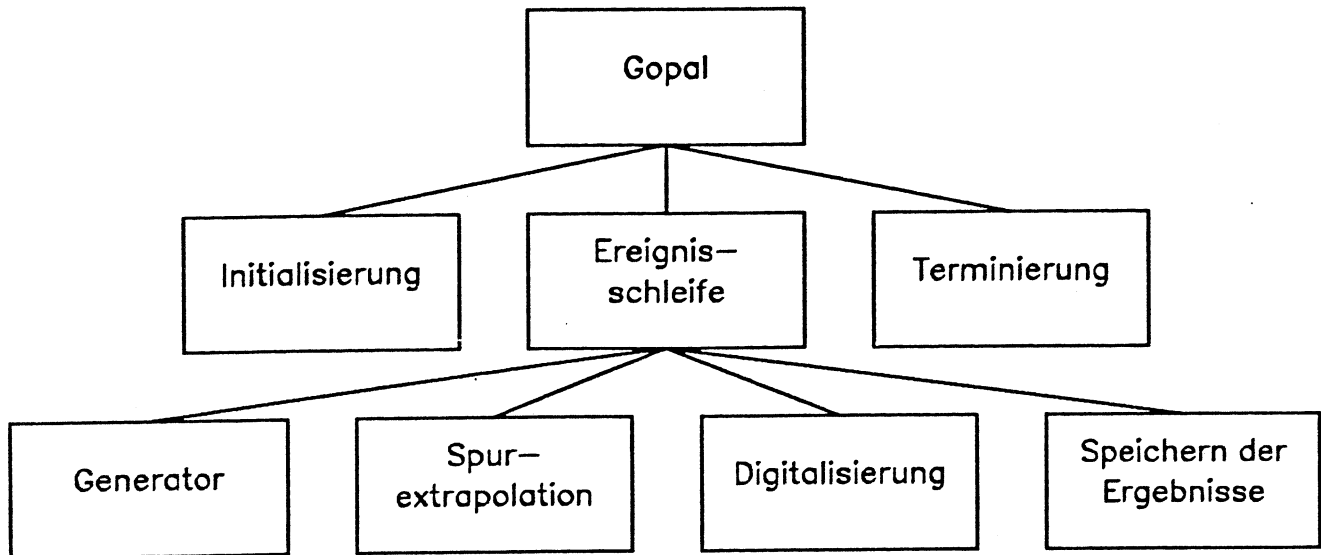 Gopal
Initialisierung
Ereignis—
schleife
Terminierung
Generator
Spur—
extrapolation
Digitalisierung
Speichern der
Ergebnisse